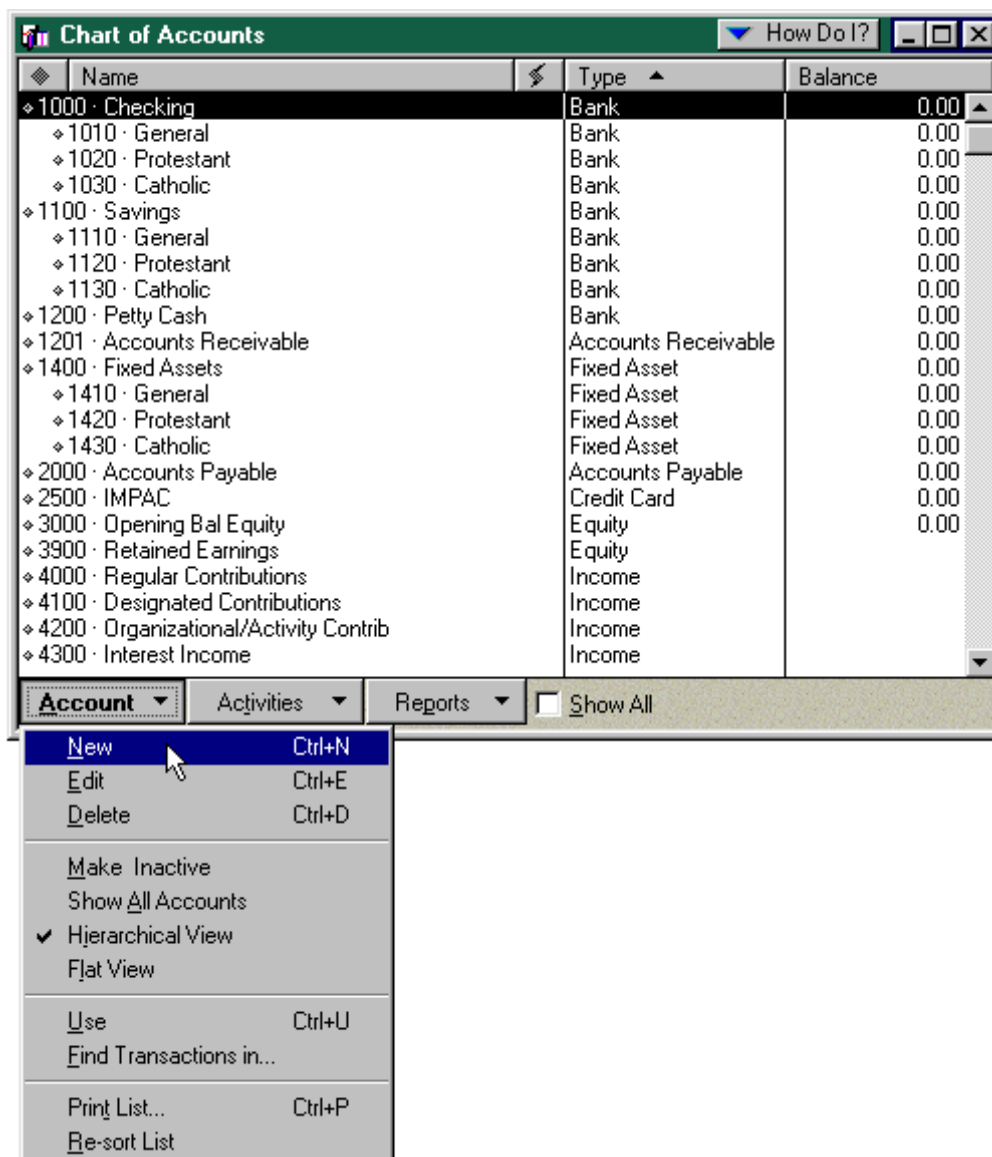 Chart of Accounts How Do I?
Name Type Balance
1000 · Checking Bank 0.00
1010 · General Bank 0.00
1020 · Protestant Bank 0.00
1030 · Catholic Bank 0.00
1100 · Savings Bank 0.00
1110 · General Bank 0.00
1120 · Protestant Bank 0.00
1130 · Catholic Bank 0.00
1200 · Petty Cash Bank 0.00
1201 · Accounts Receivable Accounts Receivable 0.00
1400 · Fixed Assets Fixed Asset 0.00
1410 · General Fixed Asset 0.00
1420 · Protestant Fixed Asset 0.00
1430 · Catholic Fixed Asset 0.00
2000 · Accounts Payable Accounts Payable 0.00
2500 · IMPAC Credit Card 0.00
3000 · Opening Bal Equity Equity 0.00
3900 · Retained Earnings Equity
4000 · Regular Contributions Income
4100 · Designated Contributions Income
4200 · Organizational/Activity Contrib Income
4300 · Interest Income Income
Account Activities Reports Show All
New Ctrl+N
Edit Ctrl+E
Delete Ctrl+D
Make Inactive
Show All Accounts
Hierarchical View
Flat View
Use Ctrl+U
Find Transactions in...
Print List... Ctrl+P
Re-sort List